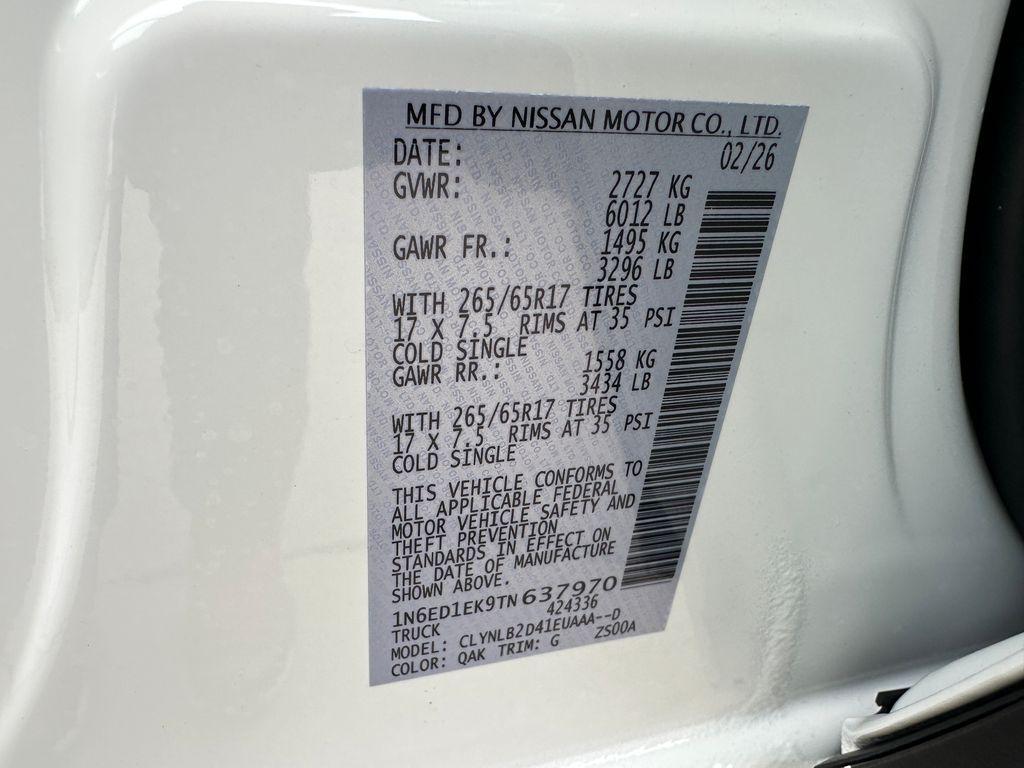 MFD BY NISSAN MOTOR CO., LTD.
DATE: 02/26
GVWR: 2727 KG
6012 LB
GAWR FR.: 1495 KG
3296 LB
WITH 265/65R17 TIRES
17 X 7.5 RIMS AT 35 PSI
COLD SINGLE
GAWR RR.: 1558 KG
3434 LB
WITH 265/65R17 TIRES
17 X 7.5 RIMS AT 35 PSI
COLD SINGLE
THIS VEHICLE CONFORMS TO
ALL APPLICABLE FEDERAL
MOTOR VEHICLE SAFETY AND
THEFT PREVENTION
STANDARDS IN EFFECT ON
THE DATE OF MANUFACTURE
SHOWN ABOVE.
1N6ED1EK9TN637970
TRUCK 424336
MODEL: CLYNLB2D41EUAAA--D
COLOR: QAK TRIM: G ZS00A